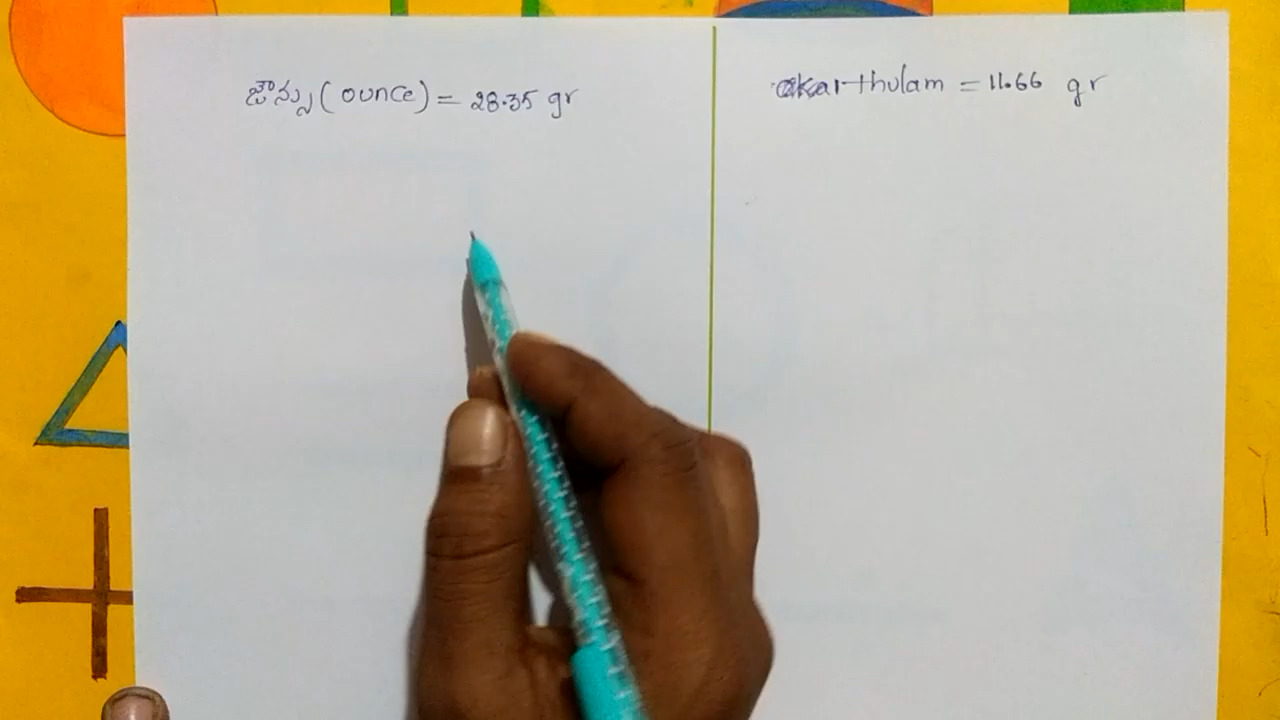 ఔన్సు (ounce) = 28.35 gr
thulam = 11.66 gr